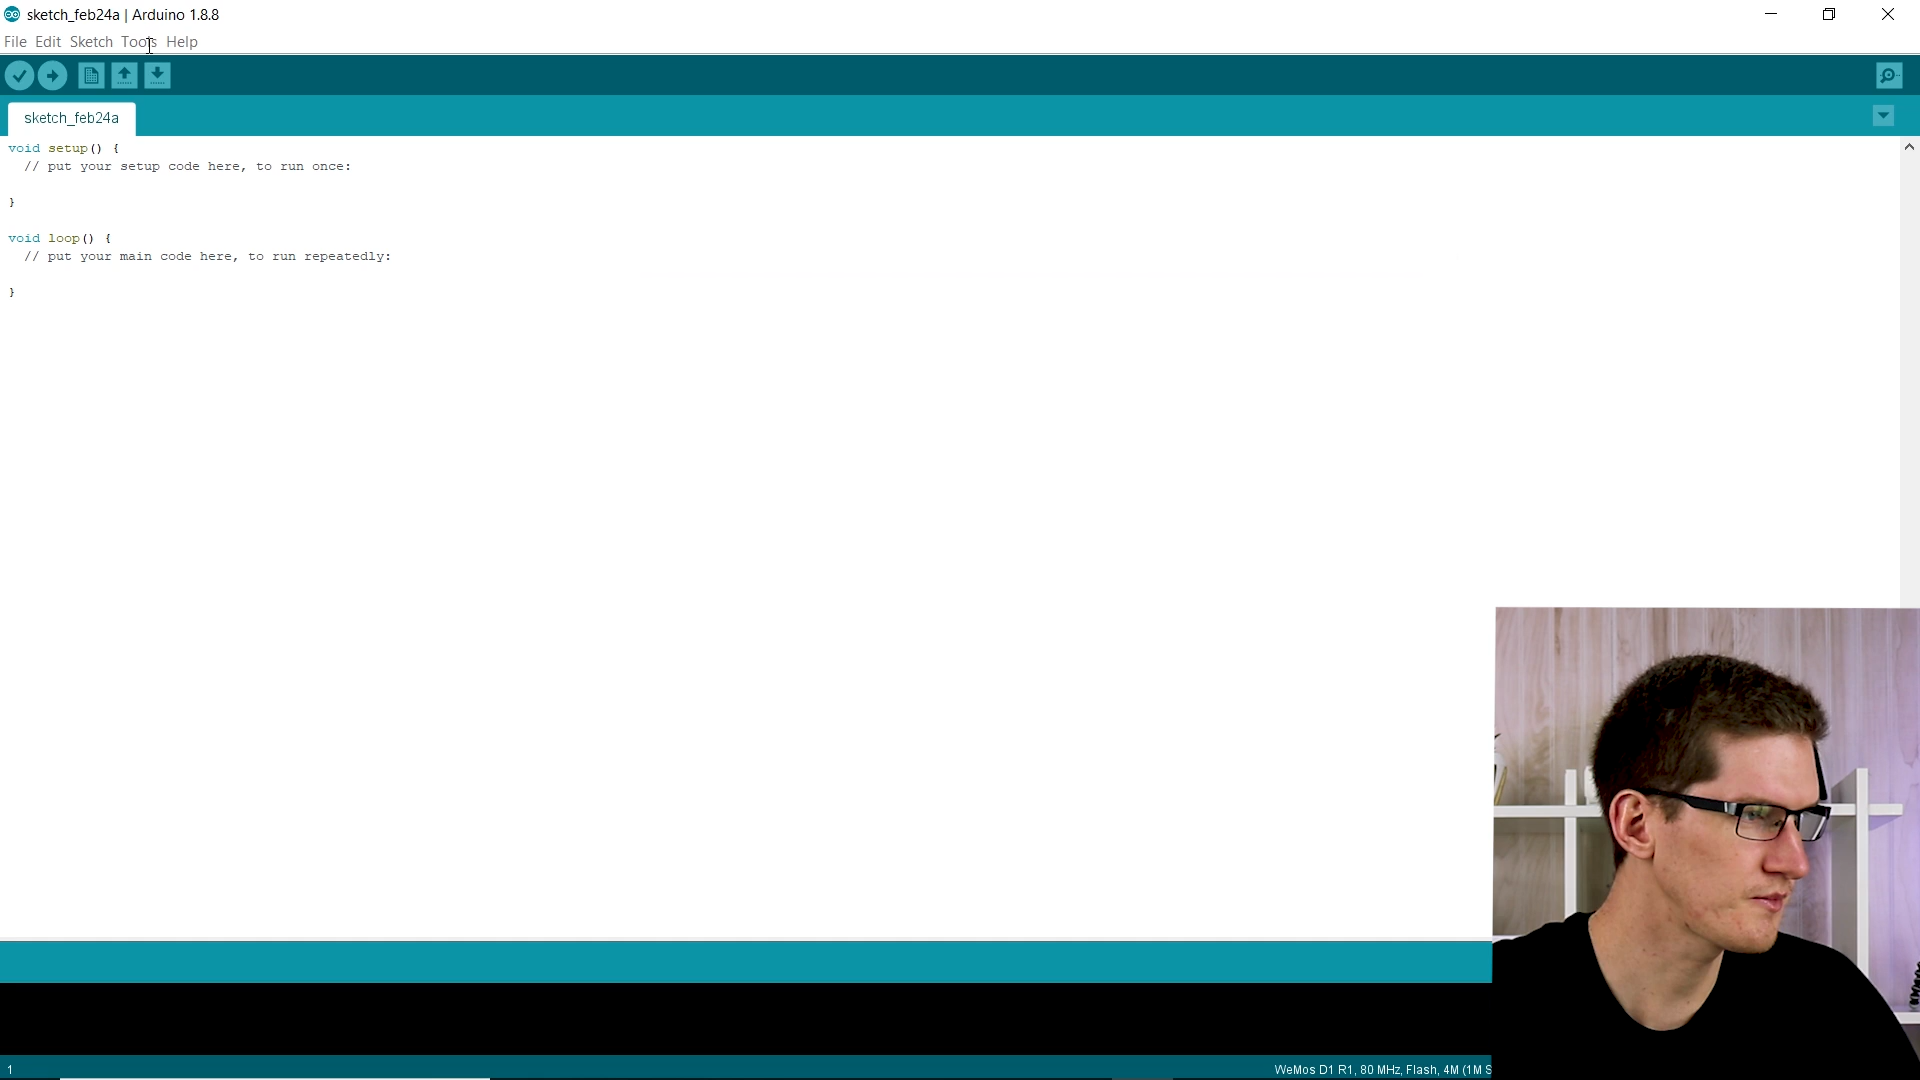 sketch_feb24a | Arduino 1.8.8
File Edit Sketch Tools Help
sketch_feb24a
void setup() {
  // put your setup code here, to run once:
}
void loop() {
  // put your main code here, to run repeatedly:
}
1
WeMos D1 R1, 80 MHz, Flash, 4M (1M S